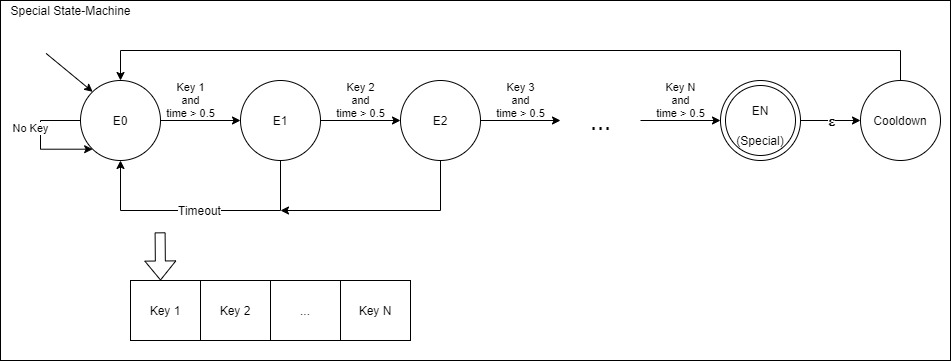 Special State-Machine
Key 1
and
time > 0.5
Key 2
and
time > 0.5
Key 3
and
time > 0.5
Key N
and
time > 0.5
No Key
E0
E1
E2
...
EN
(Special)
ε
Cooldown
Timeout
Key 1
Key 2
...
Key N